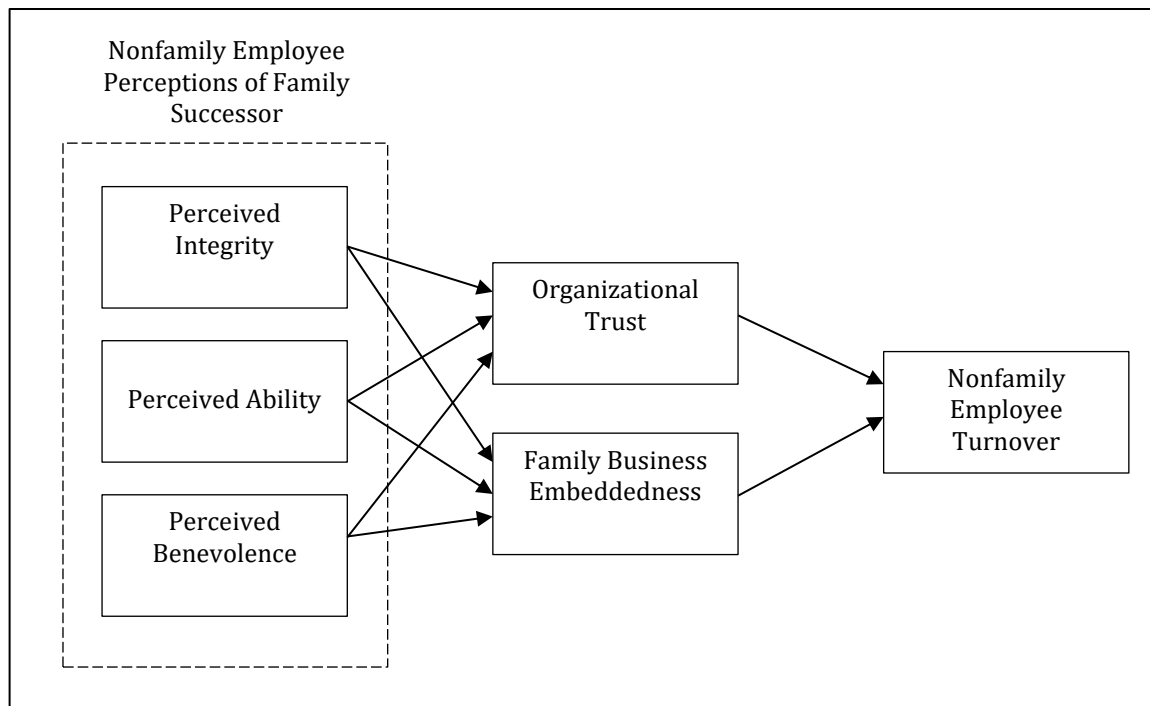 Nonfamily Employee
Perceptions of Family
Successor
Perceived
Integrity
Perceived Ability
Perceived
Benevolence
Organizational
Trust
Family Business
Embeddedness
Nonfamily
Employee
Turnover